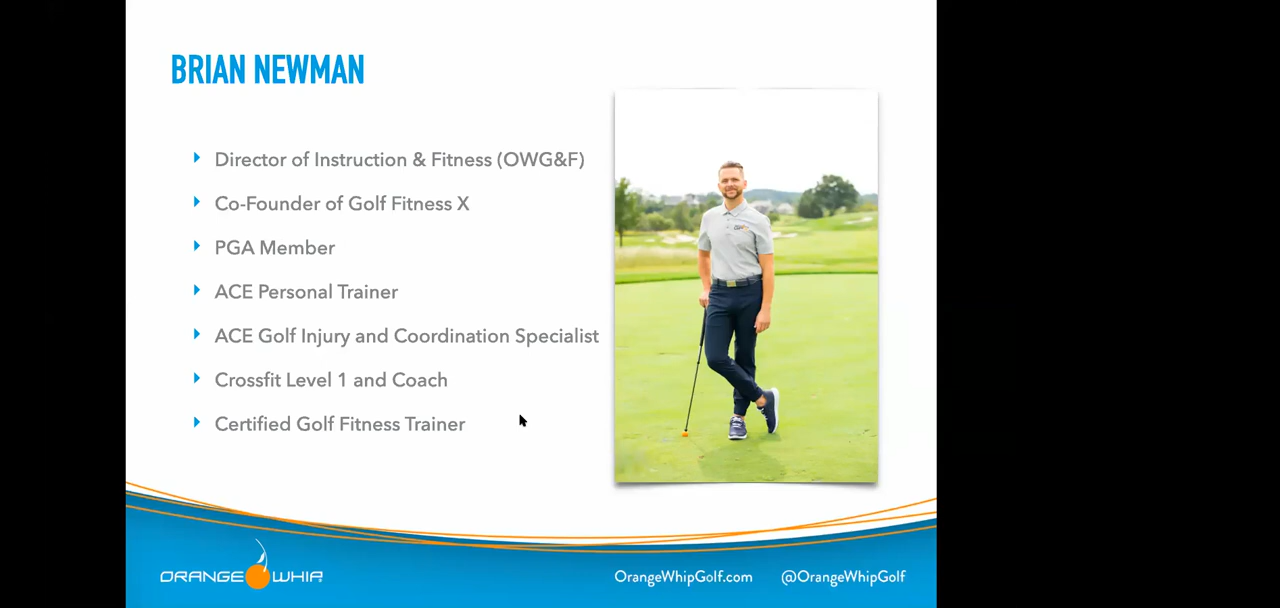 BRIAN NEWMAN
Director of Instruction & Fitness (OWG&F)
Co-Founder of Golf Fitness X
PGA Member
ACE Personal Trainer
ACE Golf Injury and Coordination Specialist
Crossfit Level 1 and Coach
Certified Golf Fitness Trainer
ORANGE WHIP
OrangeWhipGolf.com
@OrangeWhipGolf